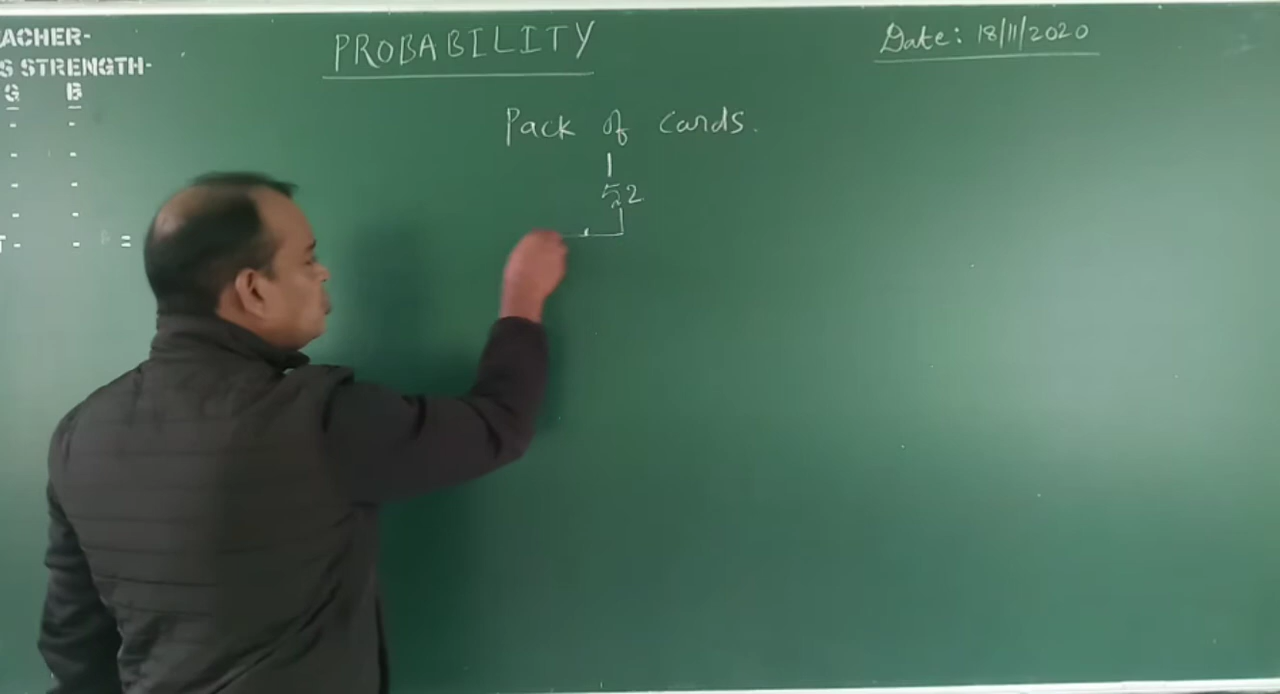 ACHER-
S STRENGTH-
G B
PROBABILITY
Date: 18/11/2020
Pack of cards.
52